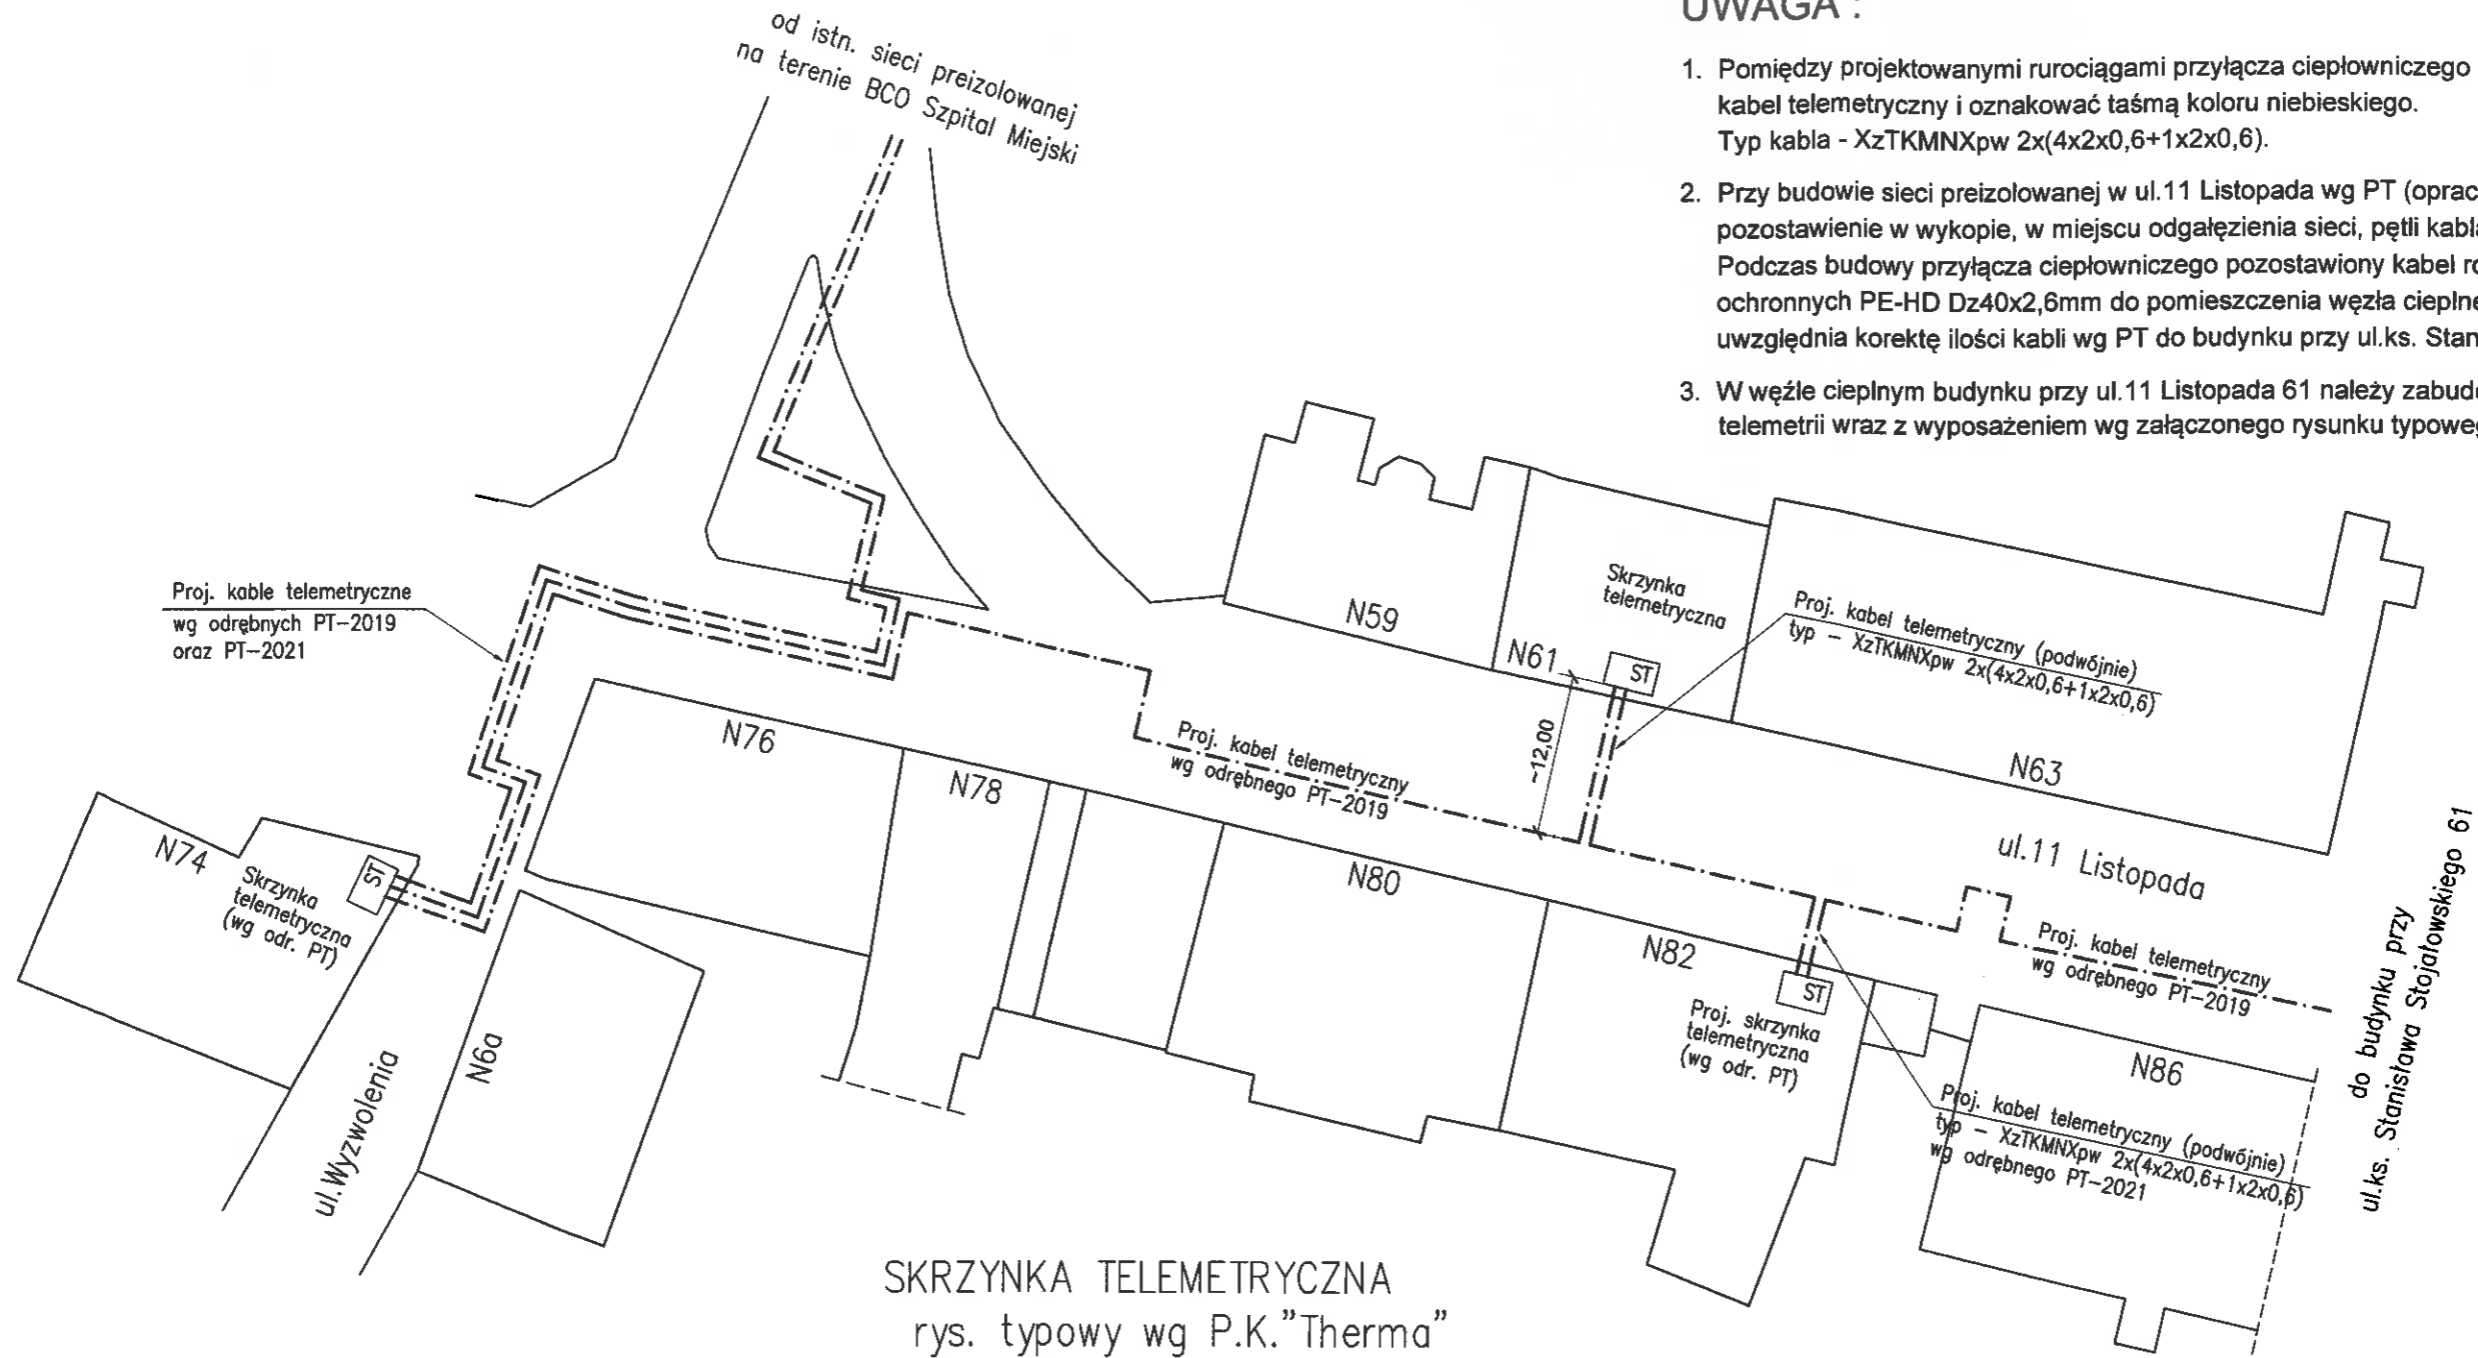 UWAGA :
1. Pomiędzy projektowanymi rurociągami przyłącza ciepłowniczego
kabel telemetryczny i oznakować taśmą koloru niebieskiego.
Typ kabla - XzTKMNXpw 2x(4x2x0,6+1x2x0,6).
2. Przy budowie sieci preizolowanej w ul.11 Listopada wg PT (oprac
pozostawienie w wykopie, w miejscu odgałęzienia sieci, pętli kabla
Podczas budowy przyłącza ciepłowniczego pozostawiony kabel
ochronnych PE-HD Dz40x2,6mm do pomieszczenia węzła
uwzględnia korektę ilości kabli wg PT do budynku przy ul.ks.
3. W węźle cieplnym budynku przy ul.11 Listopada 61 należy
telemetrii wraz z wyposażeniem wg załączonego rysunku
od istn. sieci preizolowanej
na terenie BCO Szpital Miejski
Proj. kable telemetryczne
wg odrębnych PT-2019
oraz PT-2021
N59
N61
Skrzynka
telemetryczna
ST
Proj. kabel telemetryczny (podwójnie)
typ - XzTKMNXpw 2x(4x2x0,6+1x2x0,6)
N63
~12,00
N76
N78
Proj. kabel telemetryczny
wg odrębnego PT-2019
N80
N82
ul.11 Listopada
N74
Skrzynka
telemetryczna
(wg odr. PT)
ST
N6a
ul.Wyzwolenia
ST
Proj. skrzynka
telemetryczna
(wg odr. PT)
Proj. kabel telemetryczny
wg odrębnego PT-2019
N86
Proj. kabel telemetryczny (podwójnie)
typ - XzTKMNXpw 2x(4x2x0,6+1x2x0,6)
wg odrębnego PT-2021
do budynku przy
ul.ks. Stanisława Stojałowskiego 61
SKRZYNKA TELEMETRYCZNA
rys. typowy wg P.K."Therma"